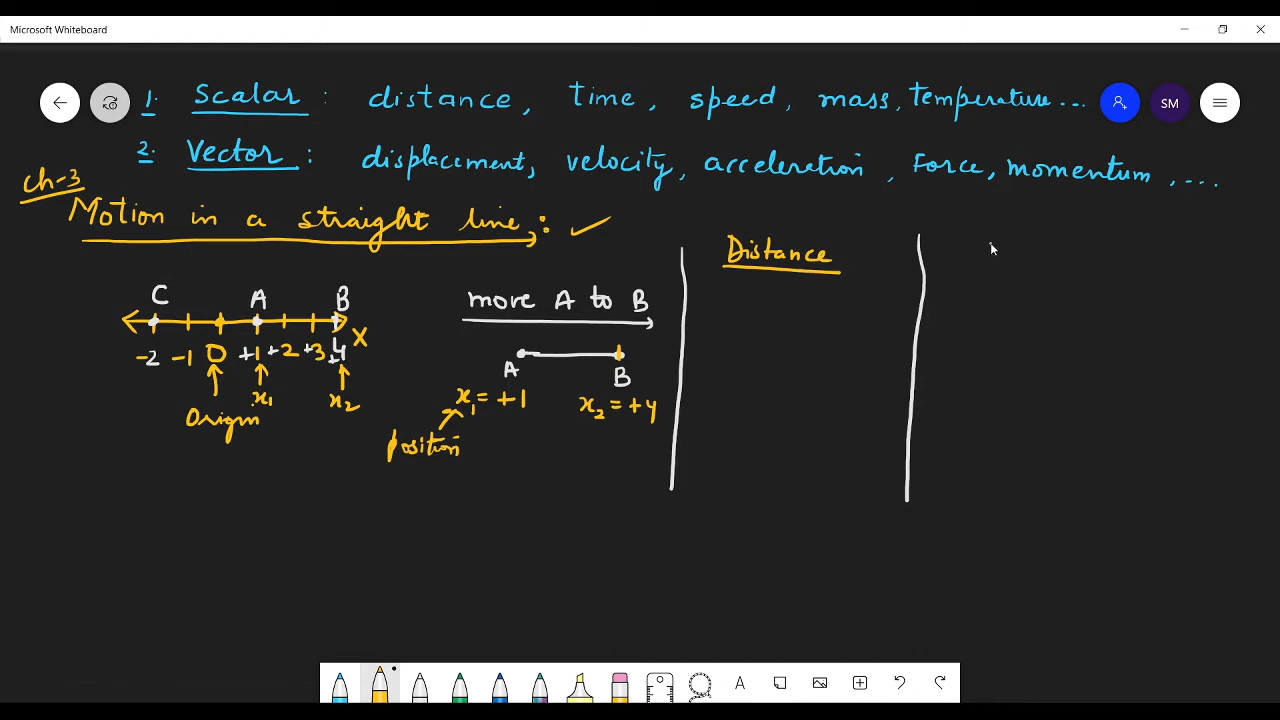 Microsoft Whiteboard
1. Scalar : distance, time, speed, mass, temperature...
SM
2. Vector : displacement, velocity, acceleration, Force, momentum, ...
Ch-3
Motion in a straight line :
Distance
C A B
move A to B
-2 -1 0 +1 +2 +3 +4 X
A B
Origin x₁ x₂
x₁ = +1 x₂ = +4
position
A